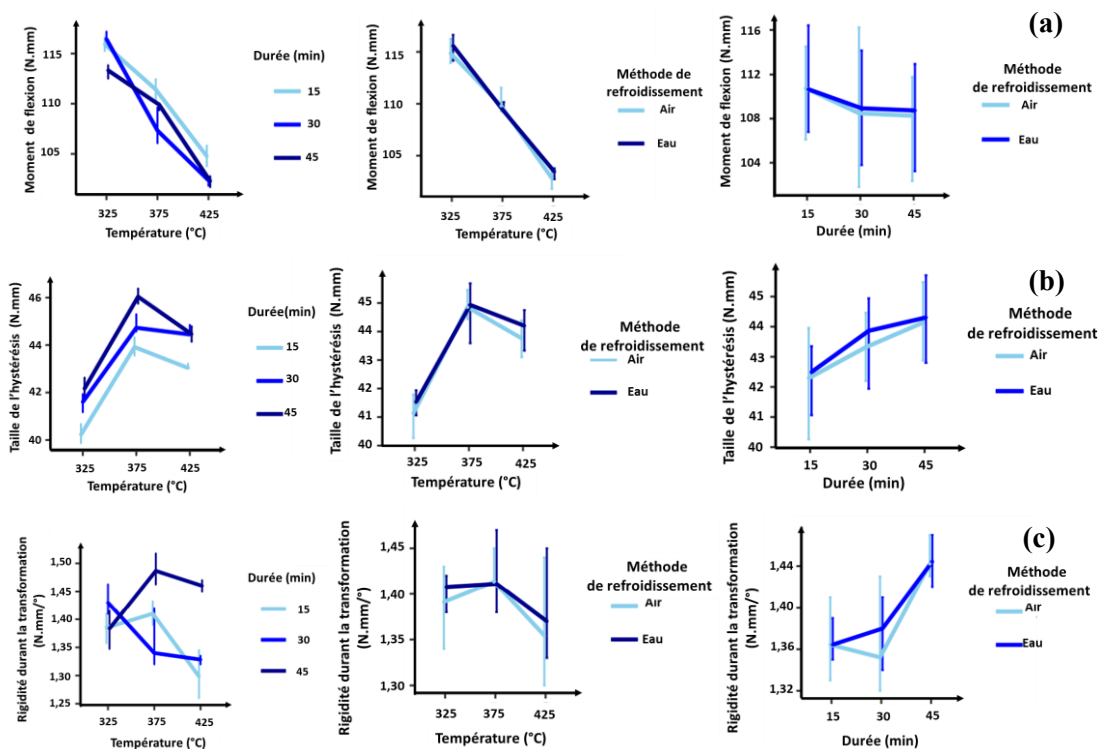 (a)
Moment de flexion (N.mm)
115
110
105
325 375 425
Température (°C)
Durée (min)
15
30
45
Moment de flexion (N.mm)
115
110
105
325 375 425
Température (°C)
Méthode de
refroidissement
Air
Eau
Moment de flexion (N.mm)
116
112
108
104
15 30 45
Durée (min)
Méthode
de refroidissement
Air
Eau
(b)
Taille de l'hystérésis (N.mm)
46
44
42
40
325 375 425
Température (°C)
Durée(min)
15
30
45
Taille de l'hystérésis (N.mm)
45
44
43
42
41
40
325 375 425
Température (°C)
Méthode
de refroidissement
Air
Eau
Taille de l'hystérésis (N.mm)
45
44
43
42
41
40
15 30 45
Durée (min)
Méthode
de refroidissement
Air
Eau
(c)
Rigidité durant la transformation
(N.mm/°)
1,50
1,45
1,40
1,35
1,30
1,25
325 375 425
Température (°C)
Durée (min)
15
30
45
Rigidité durant la transformation
(N.mm/°)
1,45
1,40
1,35
1,30
325 375 425
Température (°C)
Méthode
de refroidissement
Air
Eau
Rigidité durant la transformation
(N.mm/°)
1,44
1,40
1,36
1,32
15 30 45
Durée (min)
Méthode
de refroidissement
Air
Eau